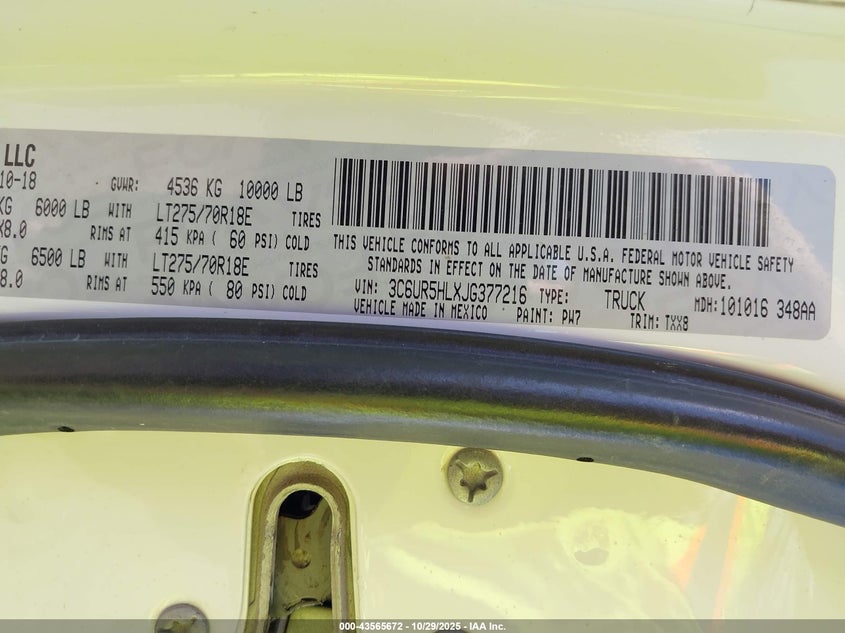 LLC
10-18 GVWR: 4536 KG 10000 LB
KG 6000 LB WITH LT275/70R18E TIRES
X8.0 RIMS AT 415 KPA ( 60 PSI) COLD
KG 6500 LB WITH LT275/70R18E TIRES
8.0 RIMS AT 550 KPA ( 80 PSI) COLD
THIS VEHICLE CONFORMS TO ALL APPLICABLE U.S.A. FEDERAL MOTOR VEHICLE SAFETY
STANDARDS IN EFFECT ON THE DATE OF MANUFACTURE SHOWN ABOVE.
VIN: 3C6UR5HLXJG377216 TYPE: TRUCK MDH:101016 348AA
VEHICLE MADE IN MEXICO PAINT: PW7 TRIM: TXX8
000-43565672 | 10/29/2025 - IAA Inc.